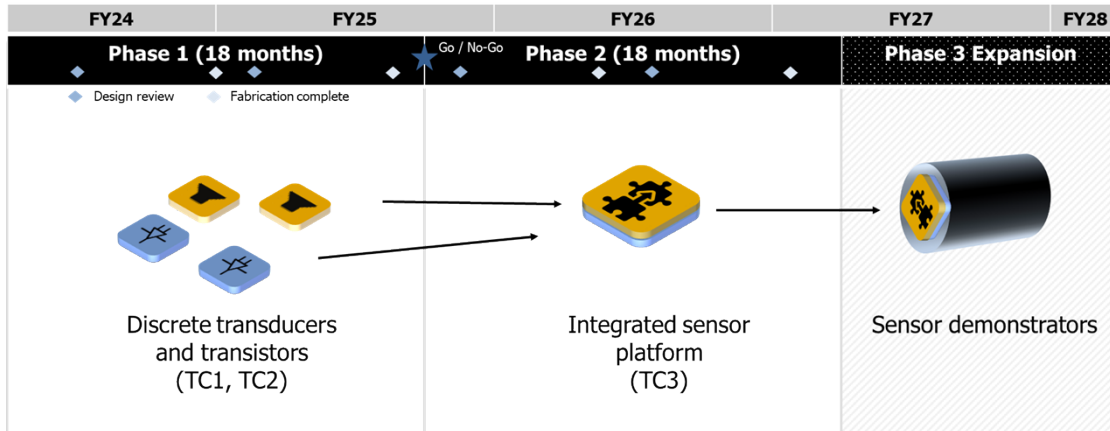 FY24 FY25 FY26 FY27 FY28
Phase 1 (18 months) Go / No-Go Phase 2 (18 months) Phase 3 Expansion
Design review Fabrication complete
Discrete transducers
and transistors
(TC1, TC2)
Integrated sensor
platform
(TC3)
Sensor demonstrators